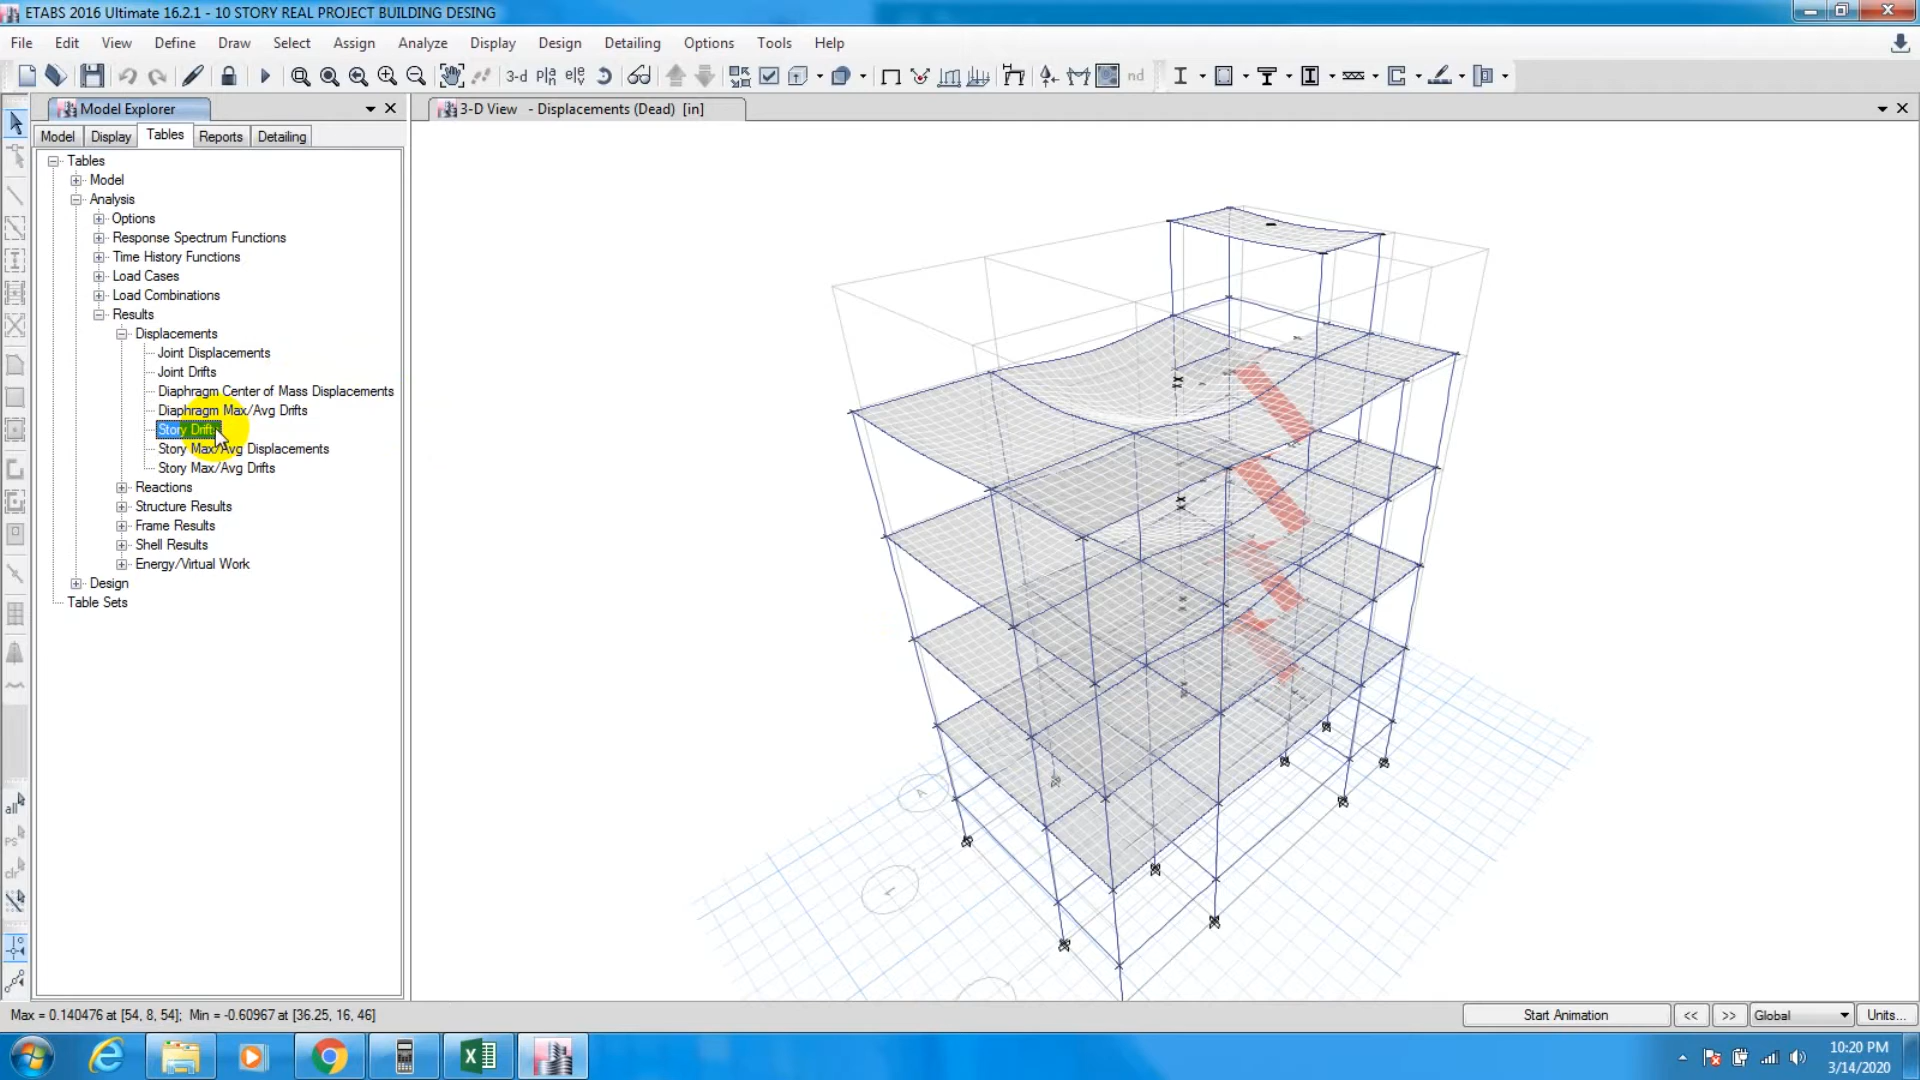 ETABS 2016 Ultimate 16.2.1 - 10 STORY REAL PROJECT BUILDING DESING
File Edit View Define Draw Select Assign Analyze Display Design Detailing Options Tools Help
3-d nd
Model Explorer
3-D View - Displacements (Dead) [in]
Model Display Tables Reports Detailing
Tables
Model
Analysis
Options
Response Spectrum Functions
Time History Functions
Load Cases
Load Combinations
Results
Displacements
Joint Displacements
Joint Drifts
Diaphragm Center of Mass Displacements
Diaphragm Max/Avg Drifts
Story Drifts
Story Max/Avg Displacements
Story Max/Avg Drifts
Reactions
Structure Results
Frame Results
Shell Results
Energy/Virtual Work
Design
Table Sets
A
all
ps
clr
Max = 0.140476 at [54, 8, 54]; Min = -0.60967 at [36.25, 16, 46]
Start Animation << >> Global Units...
10:20 PM
3/14/2020